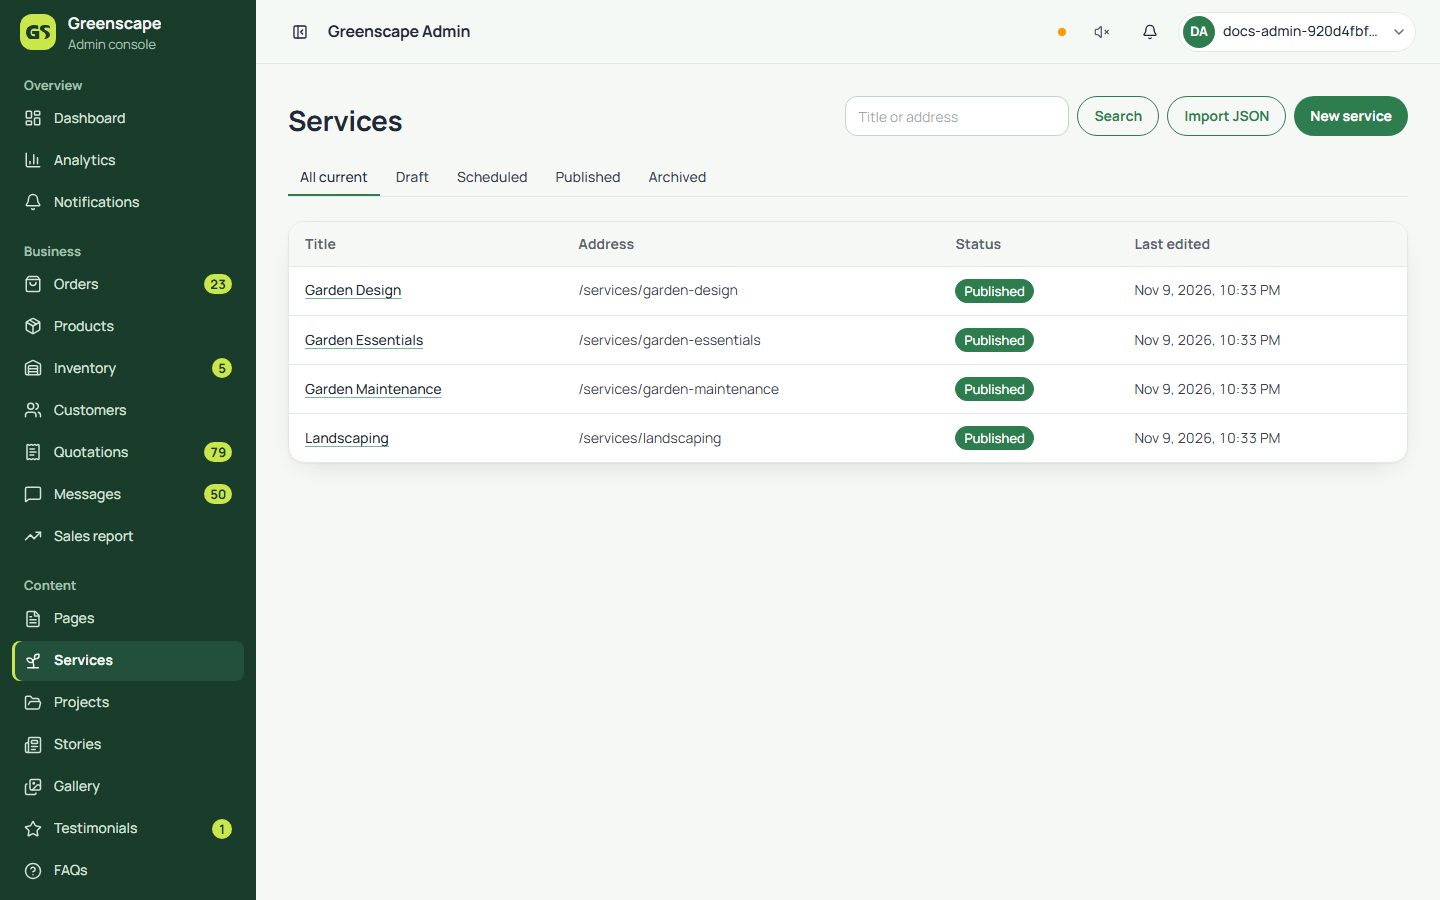 GS
Greenscape
Admin console
Overview
Dashboard
Analytics
Notifications
Business
Orders 23
Products
Inventory 5
Customers
Quotations 79
Messages 50
Sales report
Content
Pages
Services
Projects
Stories
Gallery
Testimonials 1
FAQs
Greenscape Admin
DA docs-admin-920d4fbf...
Services
Title or address Search Import JSON New service
All current Draft Scheduled Published Archived
Title Address Status Last edited
Garden Design /services/garden-design Published Nov 9, 2026, 10:33 PM
Garden Essentials /services/garden-essentials Published Nov 9, 2026, 10:33 PM
Garden Maintenance /services/garden-maintenance Published Nov 9, 2026, 10:33 PM
Landscaping /services/landscaping Published Nov 9, 2026, 10:33 PM